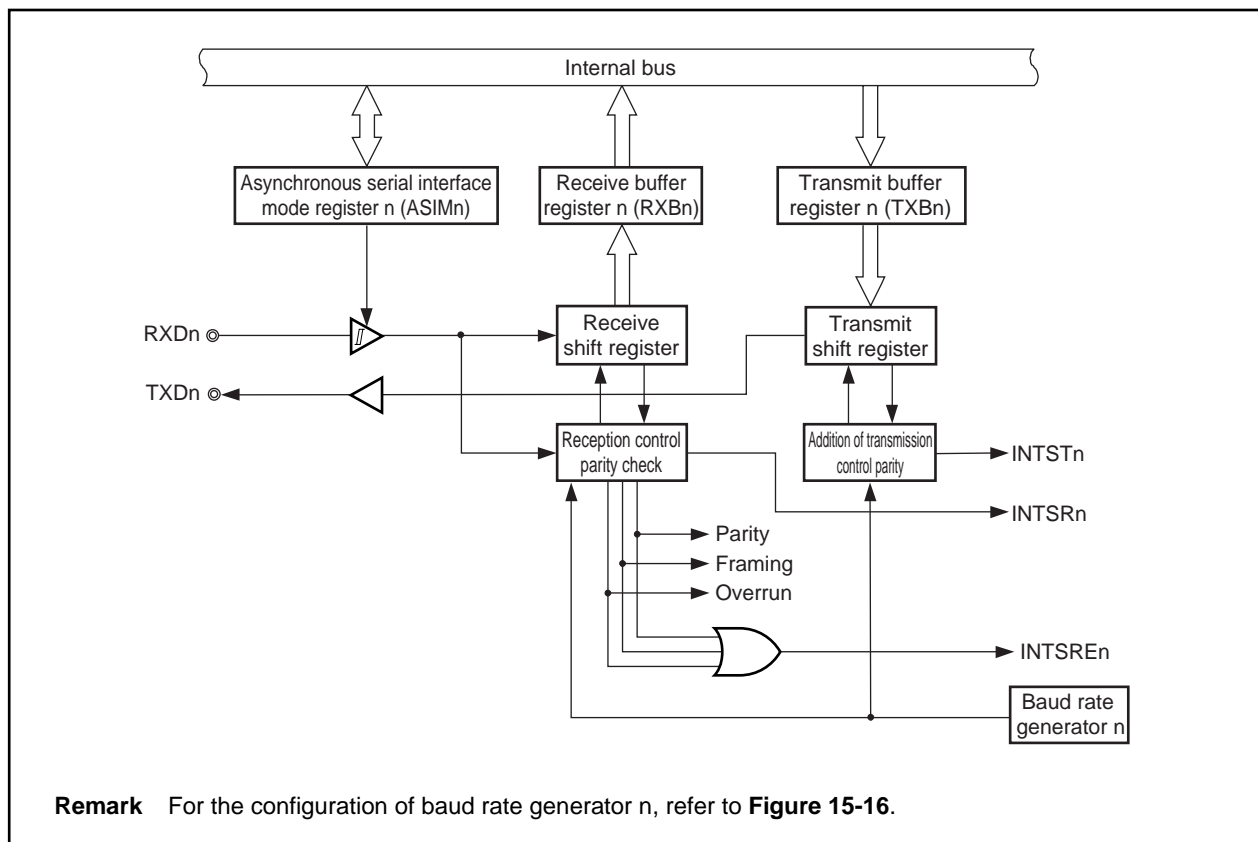 Internal bus
Asynchronous serial interface
mode register n (ASIMn)
Receive buffer
register n (RXBn)
Transmit buffer
register n (TXBn)
RXDn
Receive
shift register
Transmit
shift register
TXDn
Reception control
parity check
Addition of transmission
control parity
INTSTn
INTSRn
Parity
Framing
Overrun
INTSREn
Baud rate
generator n
Remark For the configuration of baud rate generator n, refer to Figure 15-16.